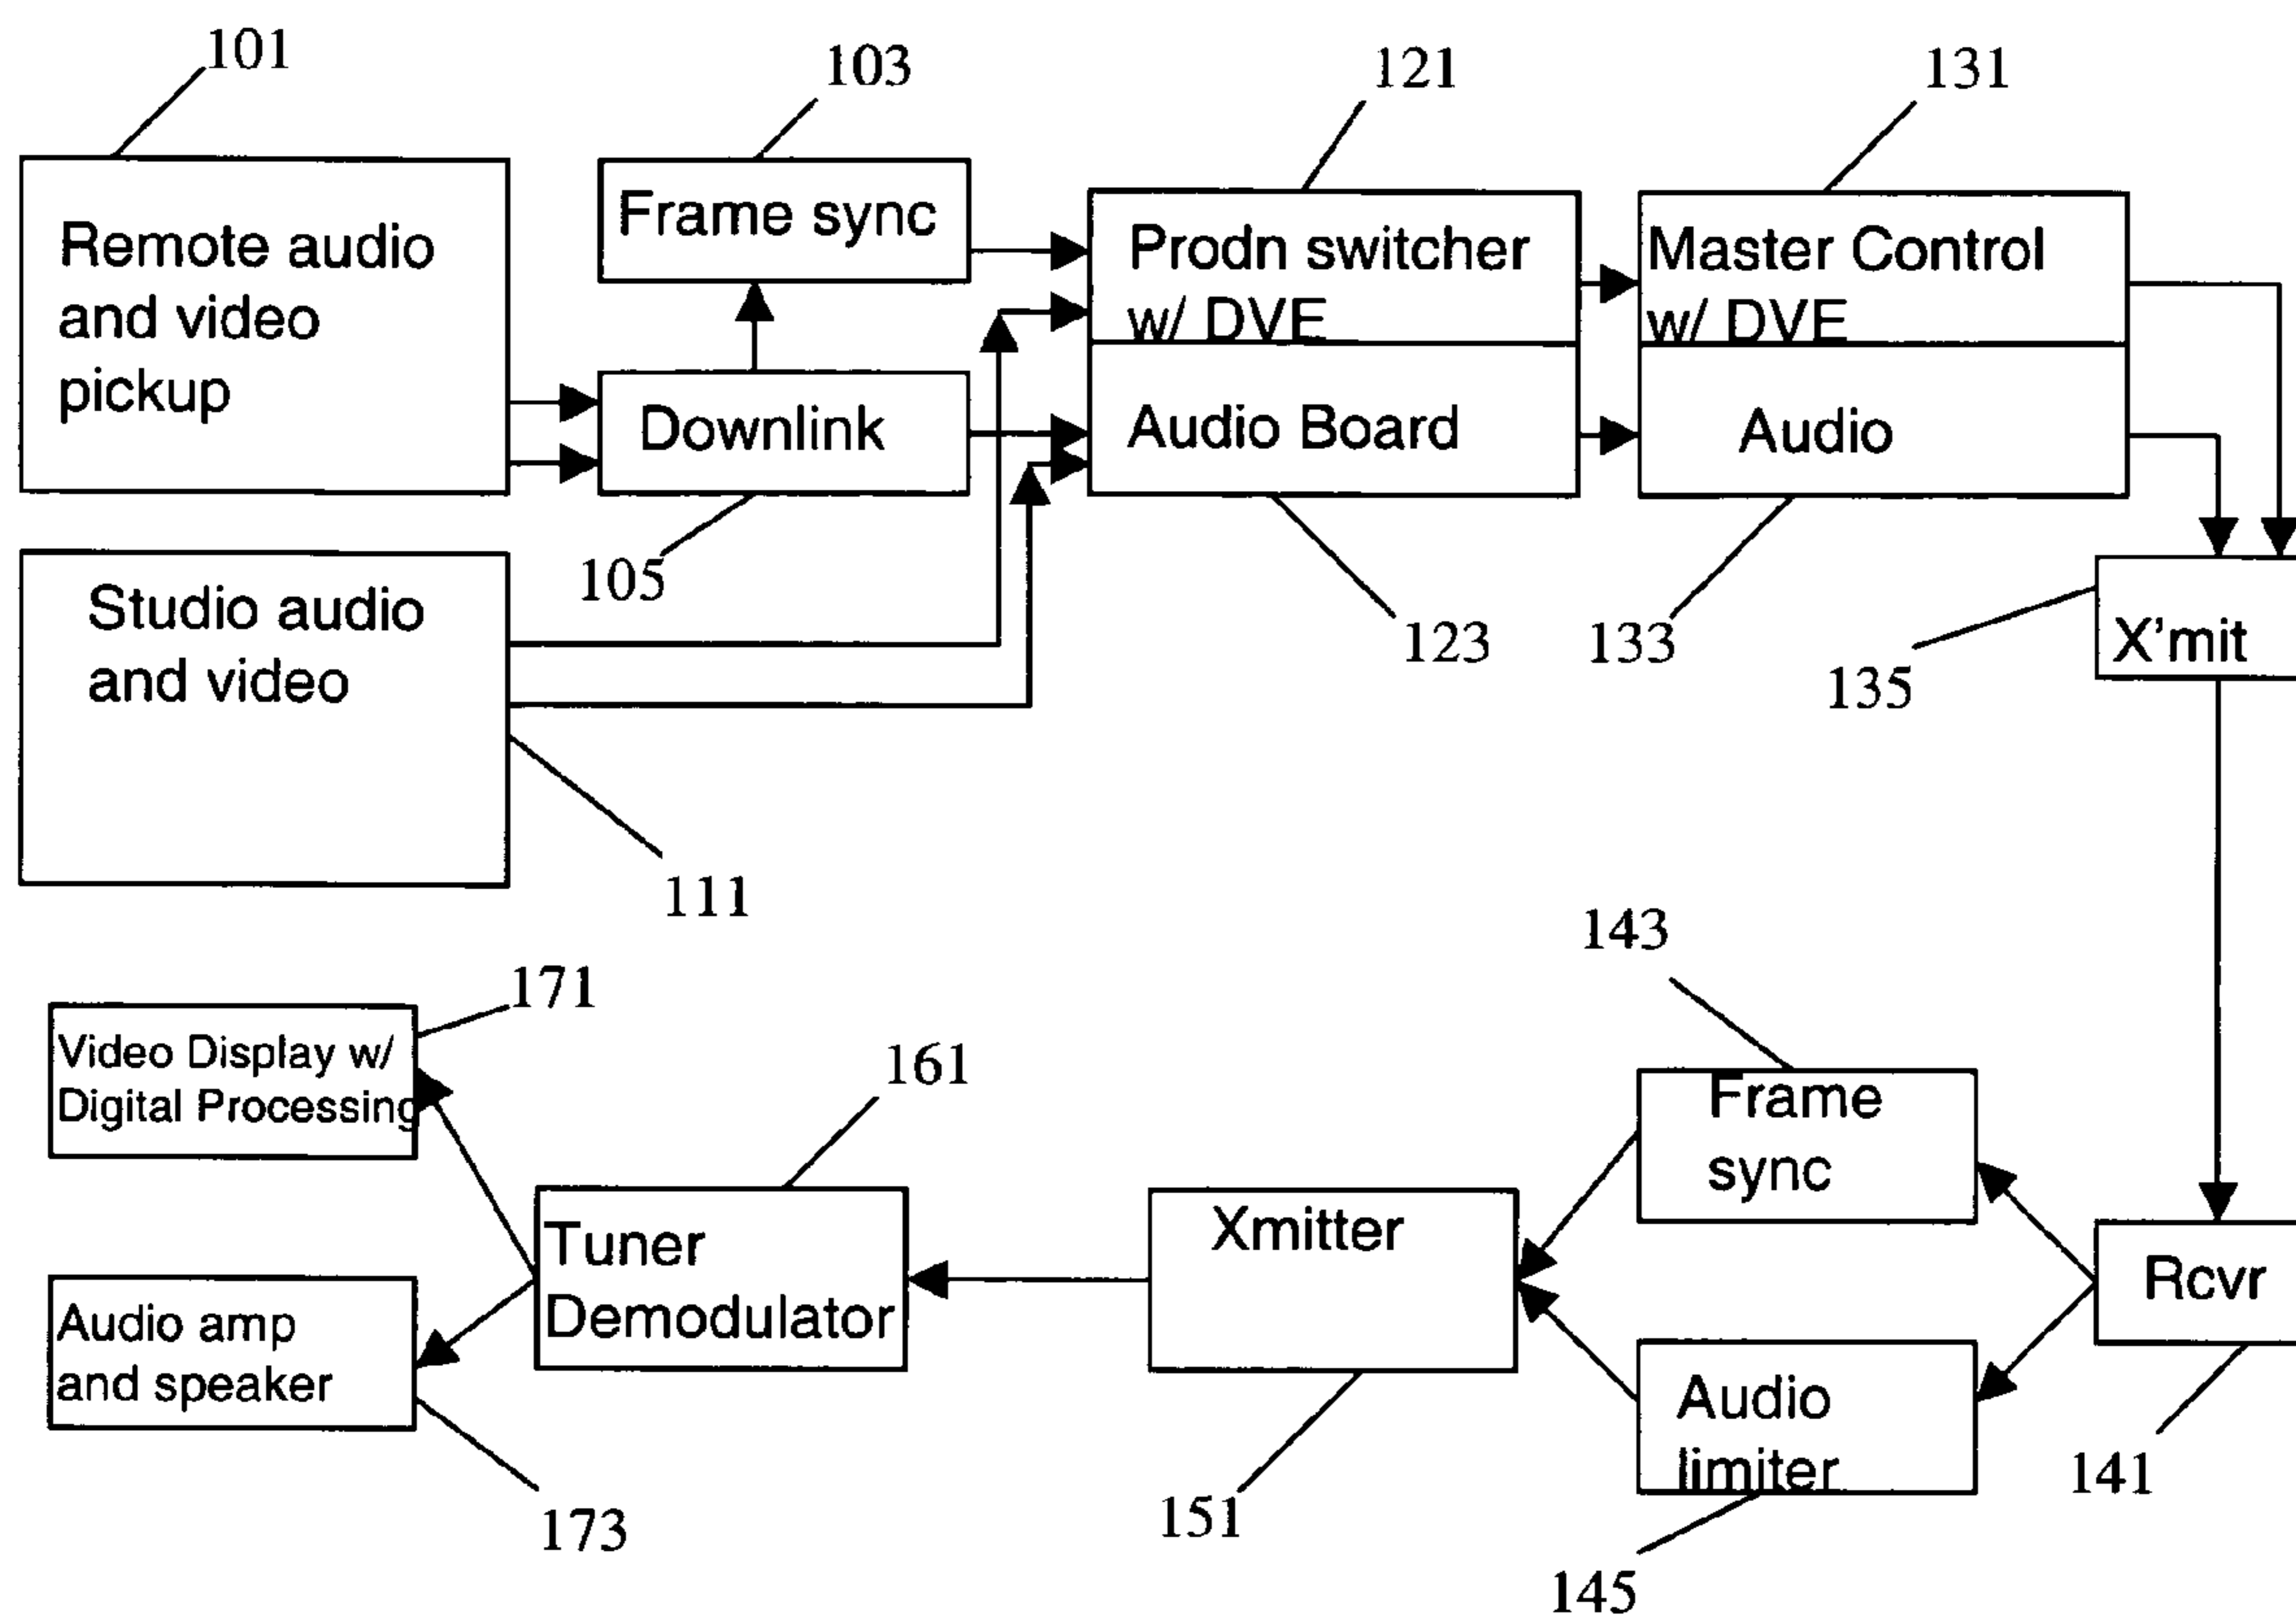 101
103
121
131
Remote audio
and video
pickup
Frame sync
Prodn switcher
w/ DVE
Master Control
w/ DVE
Downlink
Audio Board
Audio
105
123
133
135
X'mit
Studio audio
and video
111
143
171
Video Display w/
Digital Processing
161
Frame
sync
Xmitter
Tuner
Demodulator
Rcvr
Audio amp
and speaker
Audio
limiter
141
173
151
145